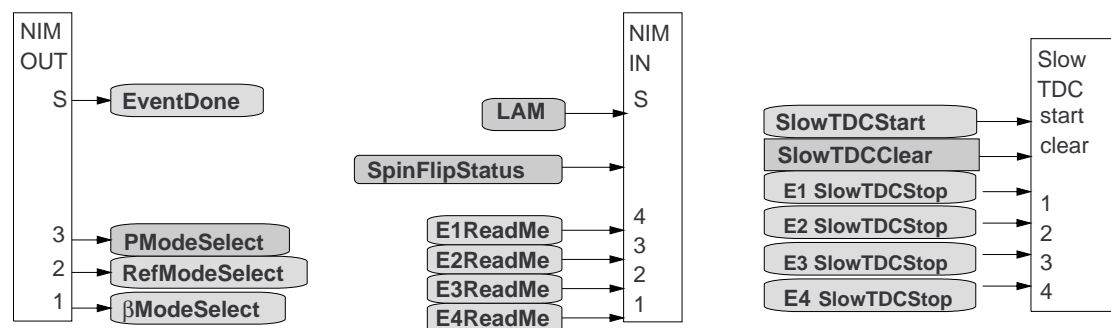 NIM
OUT
S
EventDone
3
PModeSelect
2
RefModeSelect
1
βModeSelect
NIM
IN
S
LAM
SpinFlipStatus
4
E1ReadMe
3
E2ReadMe
2
E3ReadMe
1
E4ReadMe
Slow
TDC
start
SlowTDCStart
clear
SlowTDCClear
E1 SlowTDCStop
1
E2 SlowTDCStop
2
E3 SlowTDCStop
3
E4 SlowTDCStop
4